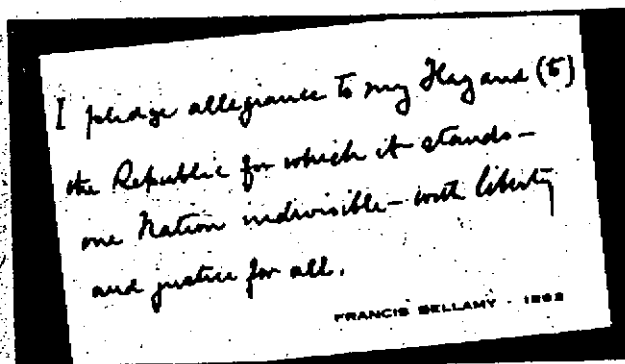 I pledge allegiance to my Flag and (to)
the Republic for which it stands—
one Nation indivisible—with liberty
and justice for all.
FRANCIS BELLAMY - 1892